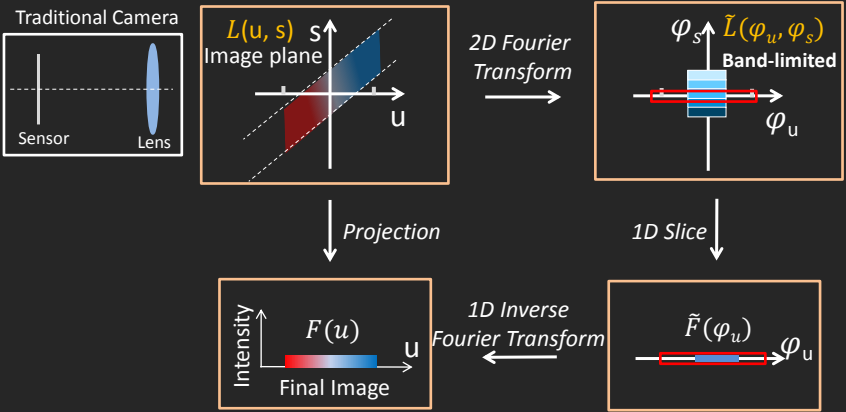 Traditional Camera
Sensor
Lens
L(u, s)
Image plane
s
u
2D Fourier
Transform
φₛ
L̃(φᵤ, φₛ)
Band-limited
φᵤ
Projection
1D Slice
Intensity
F(u)
u
Final Image
1D Inverse
Fourier Transform
F̃(φᵤ)
φᵤ